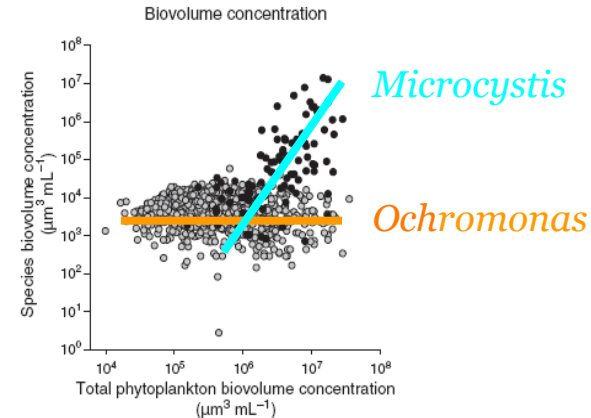 Biovolume concentration
Species biovolume concentration
(µm³ mL⁻¹)
10⁸
10⁷
10⁶
10⁵
10⁴
10³
10²
10¹
10⁰
Microcystis
Ochromonas
10⁴ 10⁵ 10⁶ 10⁷ 10⁸
Total phytoplankton biovolume concentration
(µm³ mL⁻¹)